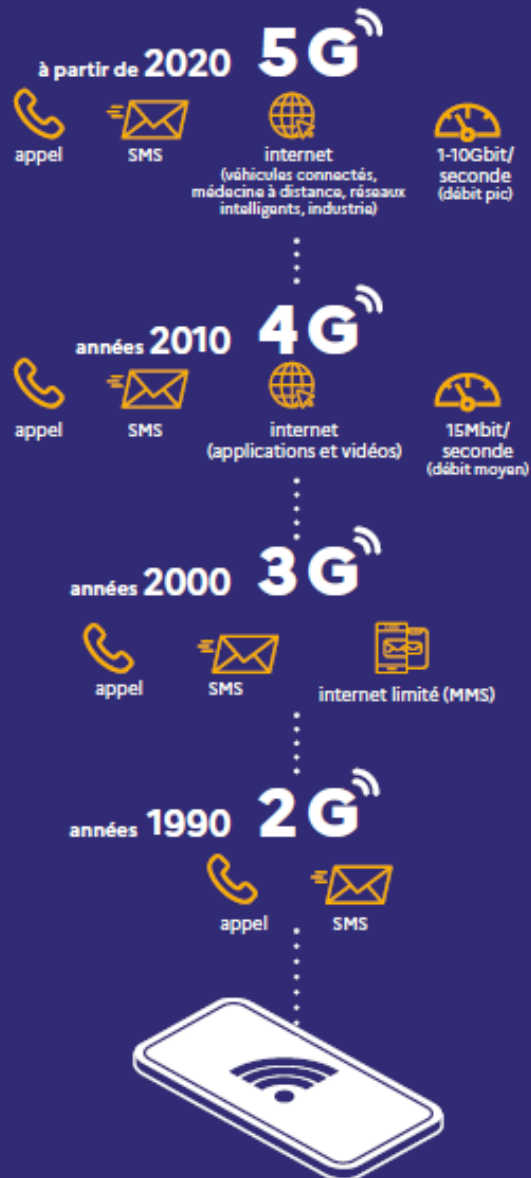 à partir de 2020 5G
appel
SMS
internet
(véhicules connectés,
médecine à distance, réseaux
intelligents, industrie)
1-10Gbit/
seconde
(débit pic)
années 2010 4G
appel
SMS
internet
(applications et vidéos)
15Mbit/
seconde
(débit moyen)
années 2000 3G
appel
SMS
internet limité (MMS)
années 1990 2G
appel
SMS